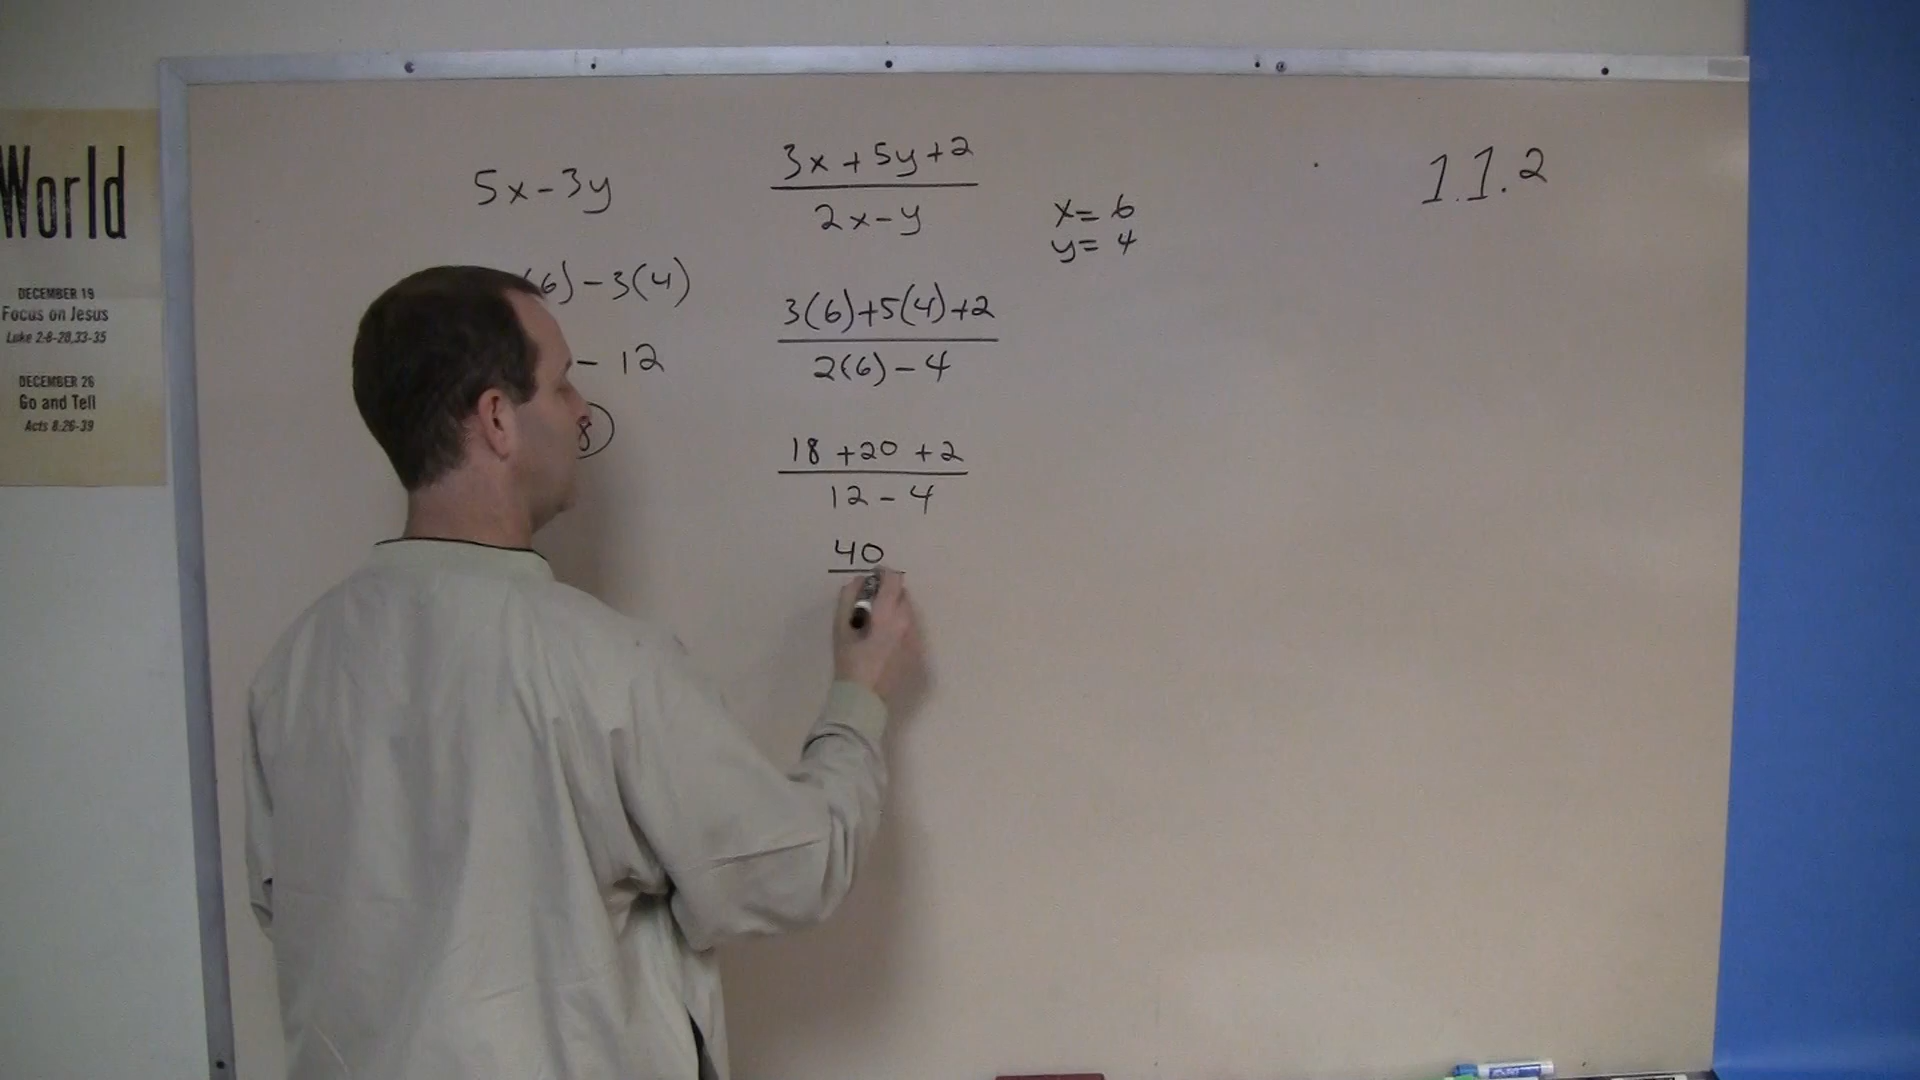 World
DECEMBER 19
Focus on Jesus
Luke 2:8-20,33-35
DECEMBER 26
Go and Tell
Acts 8:26-39
5x-3y
6)-3(4)
- 12
8
3x+5y+2
2x-y
3(6)+5(4)+2
2(6)-4
18+20+2
12-4
40
x=6
y=4
1.1.2